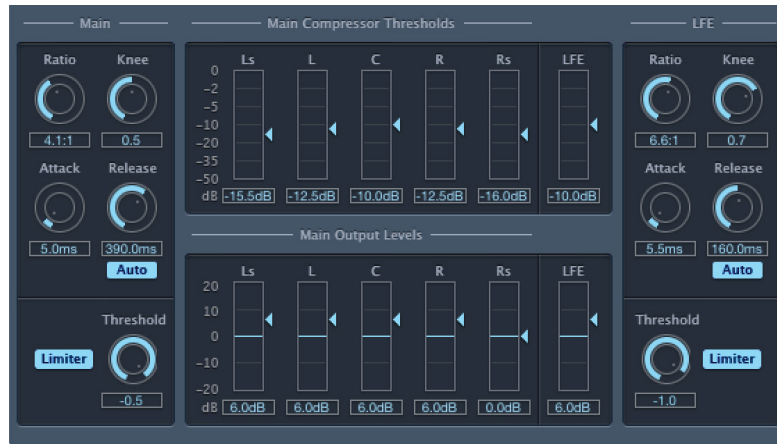 Main
Main Compressor Thresholds
LFE
Ratio Knee
4.1:1 0.5
Attack Release
5.0ms 390.0ms
Auto
Threshold
Limiter
-0.5
Ls L C R Rs LFE
0
-2
-5
-10
-20
-35
-50
dB -15.5dB -12.5dB -10.0dB -12.5dB -16.0dB -10.0dB
Main Output Levels
Ls L C R Rs LFE
20
10
0
-10
-20
dB 6.0dB 6.0dB 6.0dB 6.0dB 0.0dB 6.0dB
Ratio Knee
6.6:1 0.7
Attack Release
5.5ms 160.0ms
Auto
Threshold
Limiter
-1.0